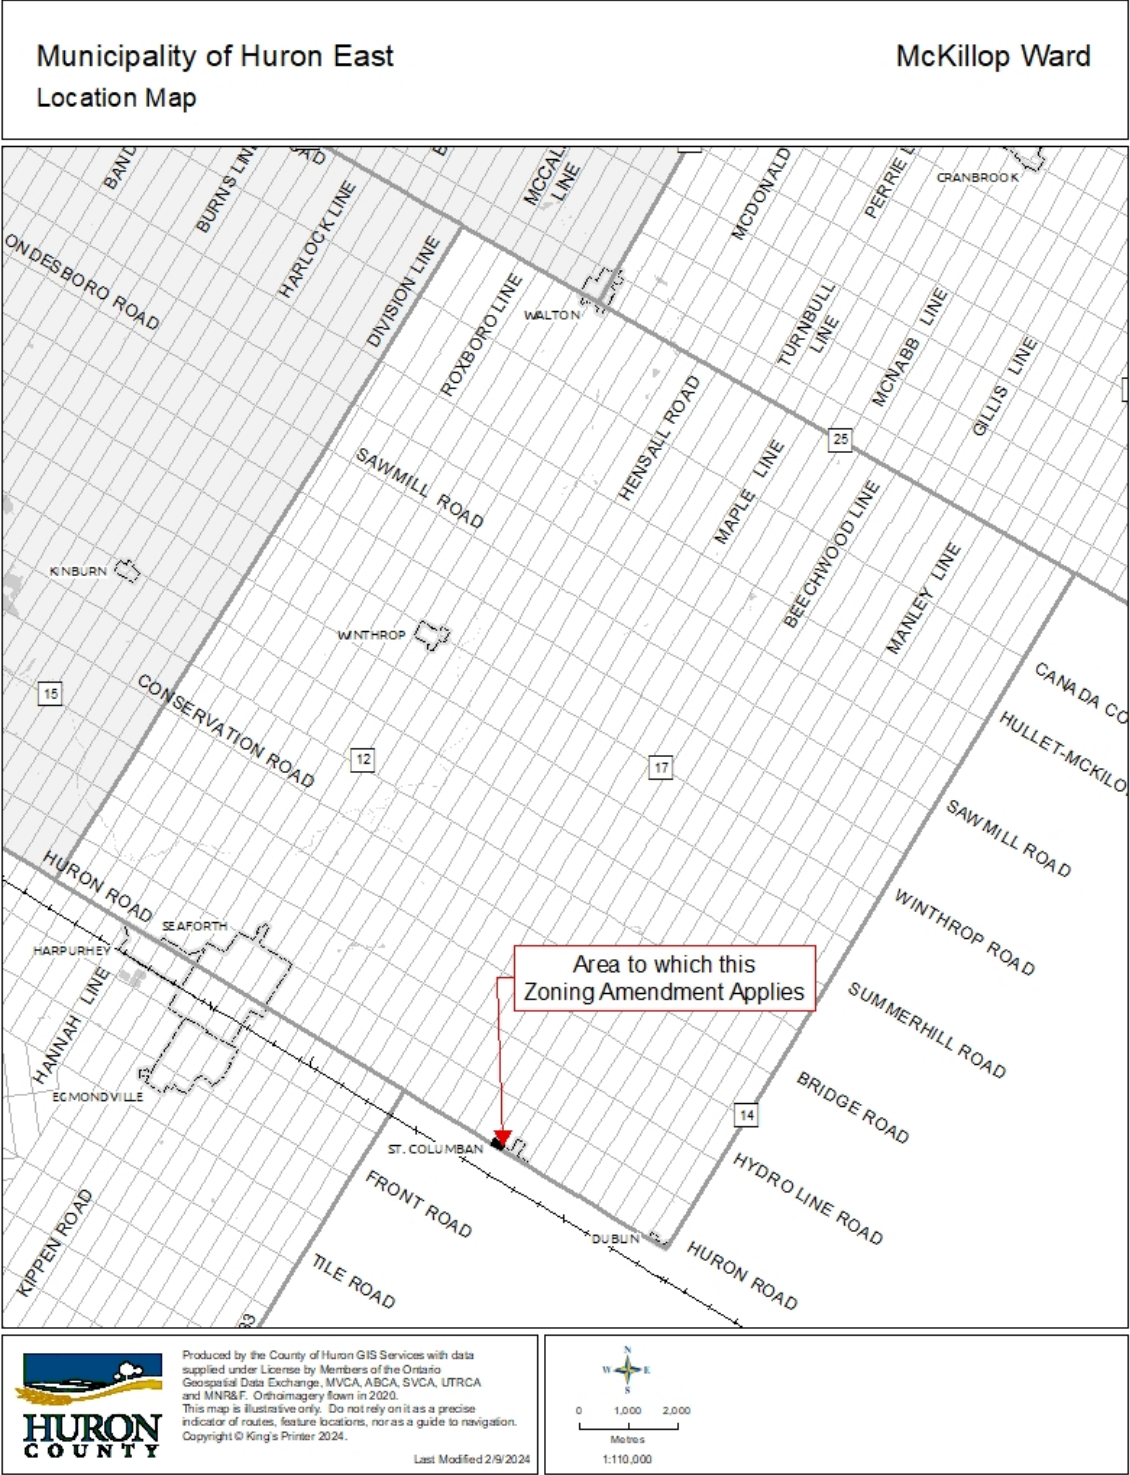 Municipality of Huron East
McKillop Ward
Location Map
BURNS LINE
HARLOCK LINE
LINE
MCDONALD
CRANBROOK
DIVISION LINE
ROXBORO LINE
WALTON
TURNBULL
LINE
MCNABB LINE
GILLIS LINE
HENSALL ROAD
25
SAWMILL ROAD
MAPLE LINE
BEECHWOOD LINE
MANLEY LINE
KINBURN
WINTHROP
15
CONSERVATION ROAD
12
17
CANADA CO
HULLET-MCKILO
SAWMILL ROAD
WINTHROP ROAD
SUMMERHILL ROAD
BRIDGE ROAD
HURON ROAD
SEAFORTH
HARPURHEY
HANNAH LINE
EGMONDVILLE
Area to which this
Zoning Amendment Applies
14
ST. COLUMBAN
HYDRO LINE ROAD
FRONT ROAD
DUBLIN
HURON ROAD
KIPPEN ROAD
TILE ROAD
HURON
COUNTY
Produced by the County of Huron GIS Services with data
supplied under License by Members of the Ontario
Geospatial Data Exchange, MVCA, ABCA, SVCA, UTRCA
and MNR&F. Orthoimagery flown in 2020.
This map is illustrative only. Do not rely on it as a precise
indicator of routes, feature locations, nor as a guide to navigation.
Copyright © King's Printer 2024.
Last Modified 2/9/2024
N
W E
S
0 1,000 2,000
Metres
1:110,000